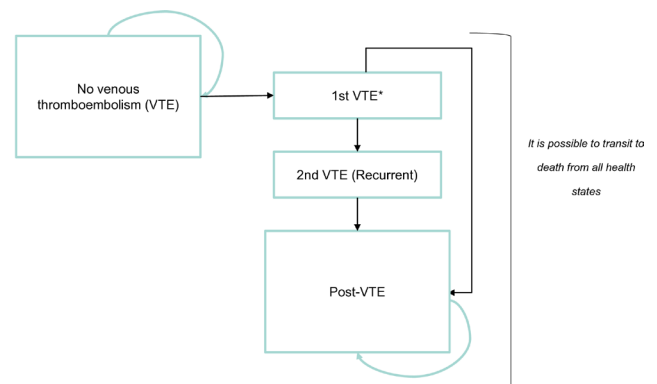 No venous
thromboembolism (VTE)
1st VTE*
2nd VTE (Recurrent)
Post-VTE
It is possible to transit to
death from all health
states